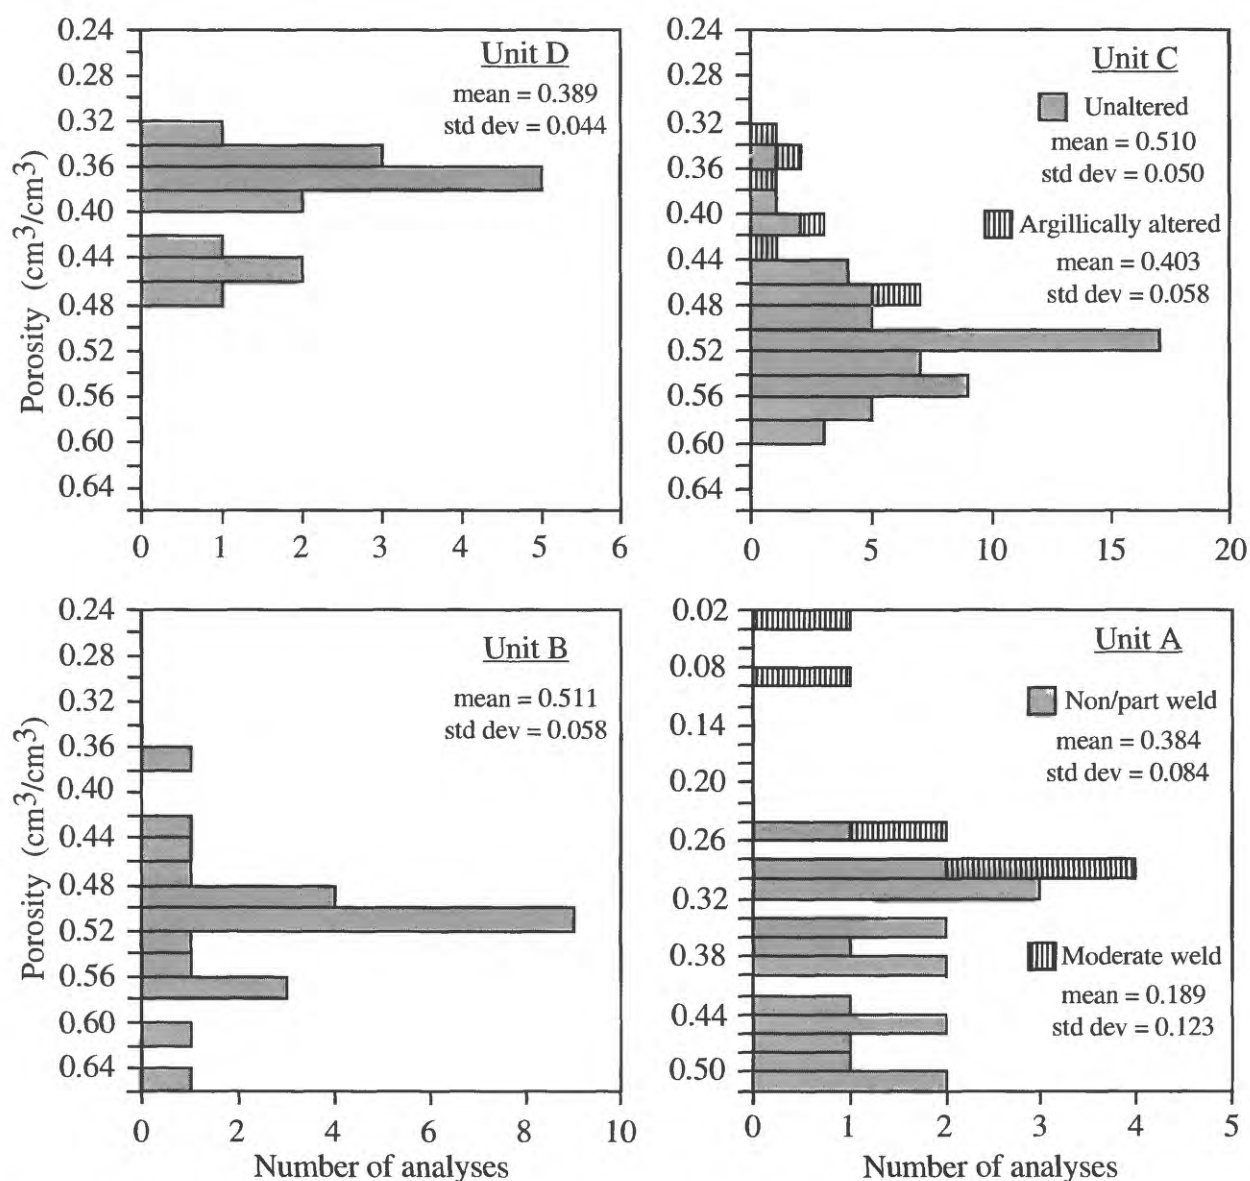 Unit D
mean = 0.389
std dev = 0.044
0.24
0.28
0.32
0.36
0.40
0.44
0.48
0.52
0.56
0.60
0.64
Porosity (cm3/cm3)
0 1 2 3 4 5 6
Unit C
Unaltered
mean = 0.510
std dev = 0.050
Argillically altered
mean = 0.403
std dev = 0.058
0.24
0.28
0.32
0.36
0.40
0.44
0.48
0.52
0.56
0.60
0.64
0 5 10 15 20
Unit B
mean = 0.511
std dev = 0.058
0.24
0.28
0.32
0.36
0.40
0.44
0.48
0.52
0.56
0.60
0.64
Porosity (cm3/cm3)
0 2 4 6 8 10
Number of analyses
Unit A
Non/part weld
mean = 0.384
std dev = 0.084
Moderate weld
mean = 0.189
std dev = 0.123
0.02
0.08
0.14
0.20
0.26
0.32
0.38
0.44
0.50
0 1 2 3 4 5
Number of analyses